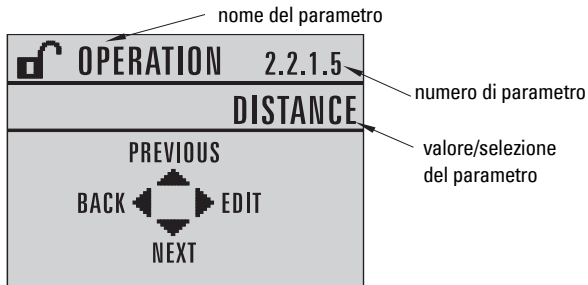 nome del parametro
OPERATION 2.2.1.5
numero di parametro
DISTANCE
valore/selezione
del parametro
PREVIOUS
BACK EDIT
NEXT